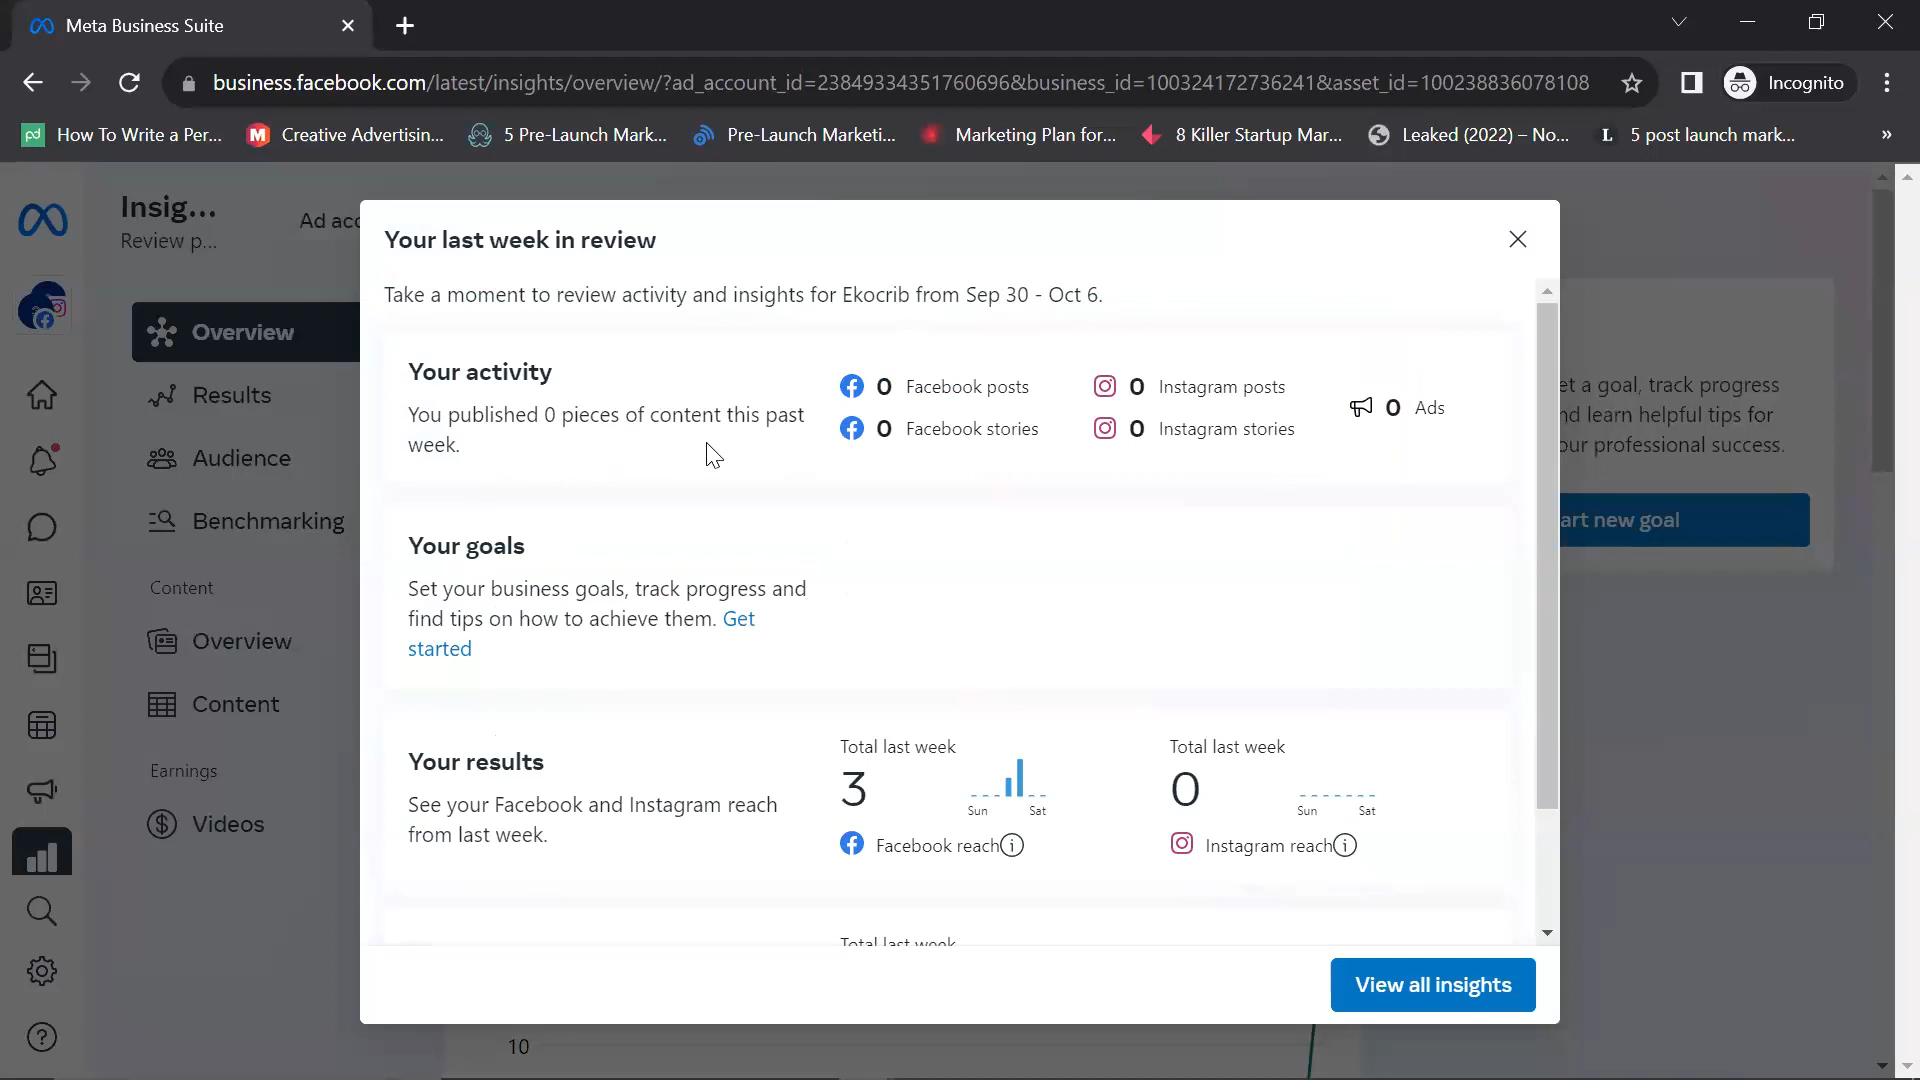 Meta Business Suite
business.facebook.com/latest/insights/overview/?ad_account_id=23849334351760696&business_id=100324172736241&asset_id=100238836078108
Incognito
How To Write a Per...
Creative Advertisin...
5 Pre-Launch Mark...
Pre-Launch Marketi...
Marketing Plan for...
8 Killer Startup Mar...
Leaked (2022) – No...
5 post launch mark...
»
Insig...
Review p...
Ad acc
Overview
Results
Audience
Benchmarking
Content
Overview
Content
Earnings
Videos
Your last week in review
Take a moment to review activity and insights for Ekocrib from Sep 30 - Oct 6.
Your activity
You published 0 pieces of content this past
week.
0 Facebook posts
0 Instagram posts
0 Facebook stories
0 Instagram stories
0 Ads
Your goals
Set your business goals, track progress and
find tips on how to achieve them. Get
started
Your results
See your Facebook and Instagram reach
from last week.
Total last week
3
Sun Sat
Facebook reach
Total last week
0
Sun Sat
Instagram reach
Total last week
View all insights
et a goal, track progress
nd learn helpful tips for
our professional success.
art new goal
10